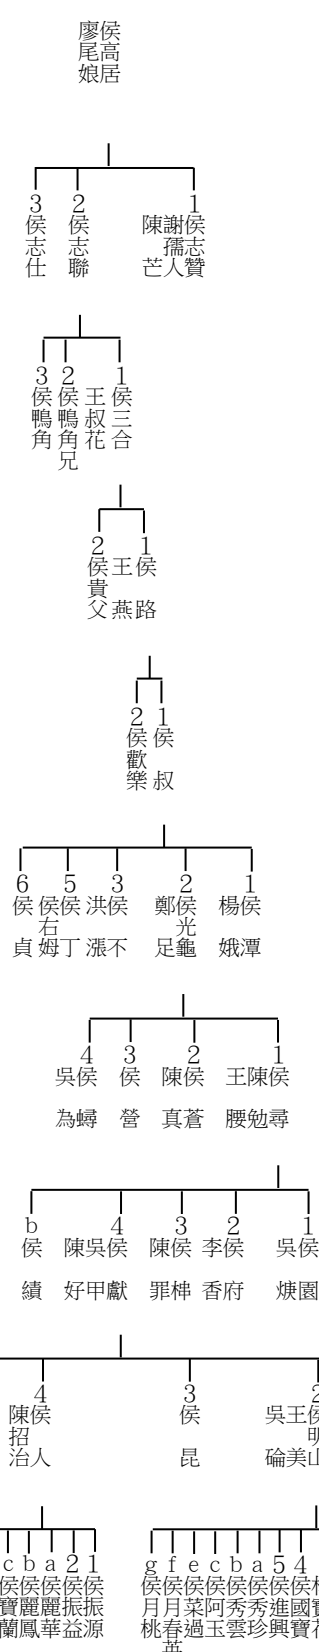 侯高居
廖尾娘
1 侯志贊
謝孺人
陳芒
2 侯志聯
3 侯志仕
1 侯三合
王叔花
2 侯鴨角兄
3 侯鴨角
1 侯路
王燕
2 侯貴父
1 侯叔
2 侯歡樂
1 侯潭
楊娥
2 侯光龜
鄭足
3 侯不
洪漲
5 侯丁
侯右姆
6 侯貞
1 侯尋
陳勉
王腰
2 侯蒼
陳真
3 侯營
4 侯蟳
吳為
1 侯園
吳
2 侯府
李香
3 侯棏
陳罪
4 侯獻
吳甲
陳好
b 侯績
2
王美
吳碖
3 侯昆
4 侯人
陳招治
1 侯振源
2 侯振益
a 侯麗華
b 侯麗鳳
c 侯寶蘭
4 侯國寶
5 侯進興
a 侯秀珍
b 侯秀雲
c 侯阿玉
e 侯菜過
f 侯月春英
g 侯月桃